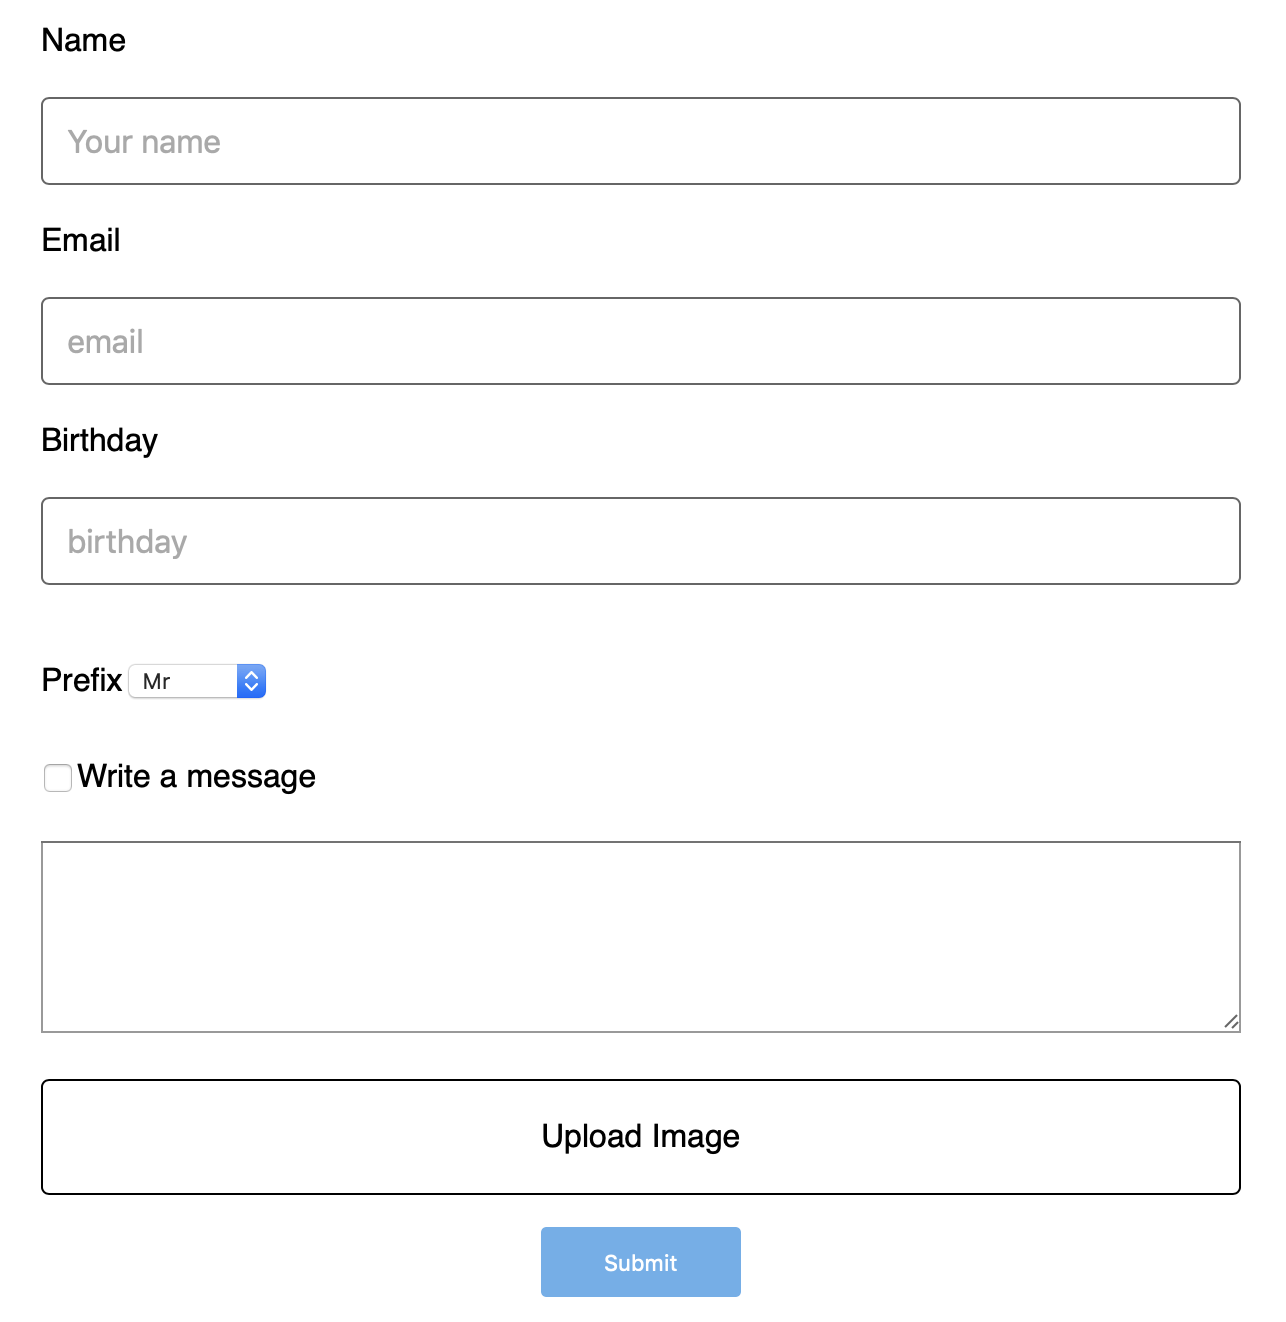 Name
Your name
Email
email
Birthday
birthday
Prefix Mr
Write a message
Upload Image
Submit